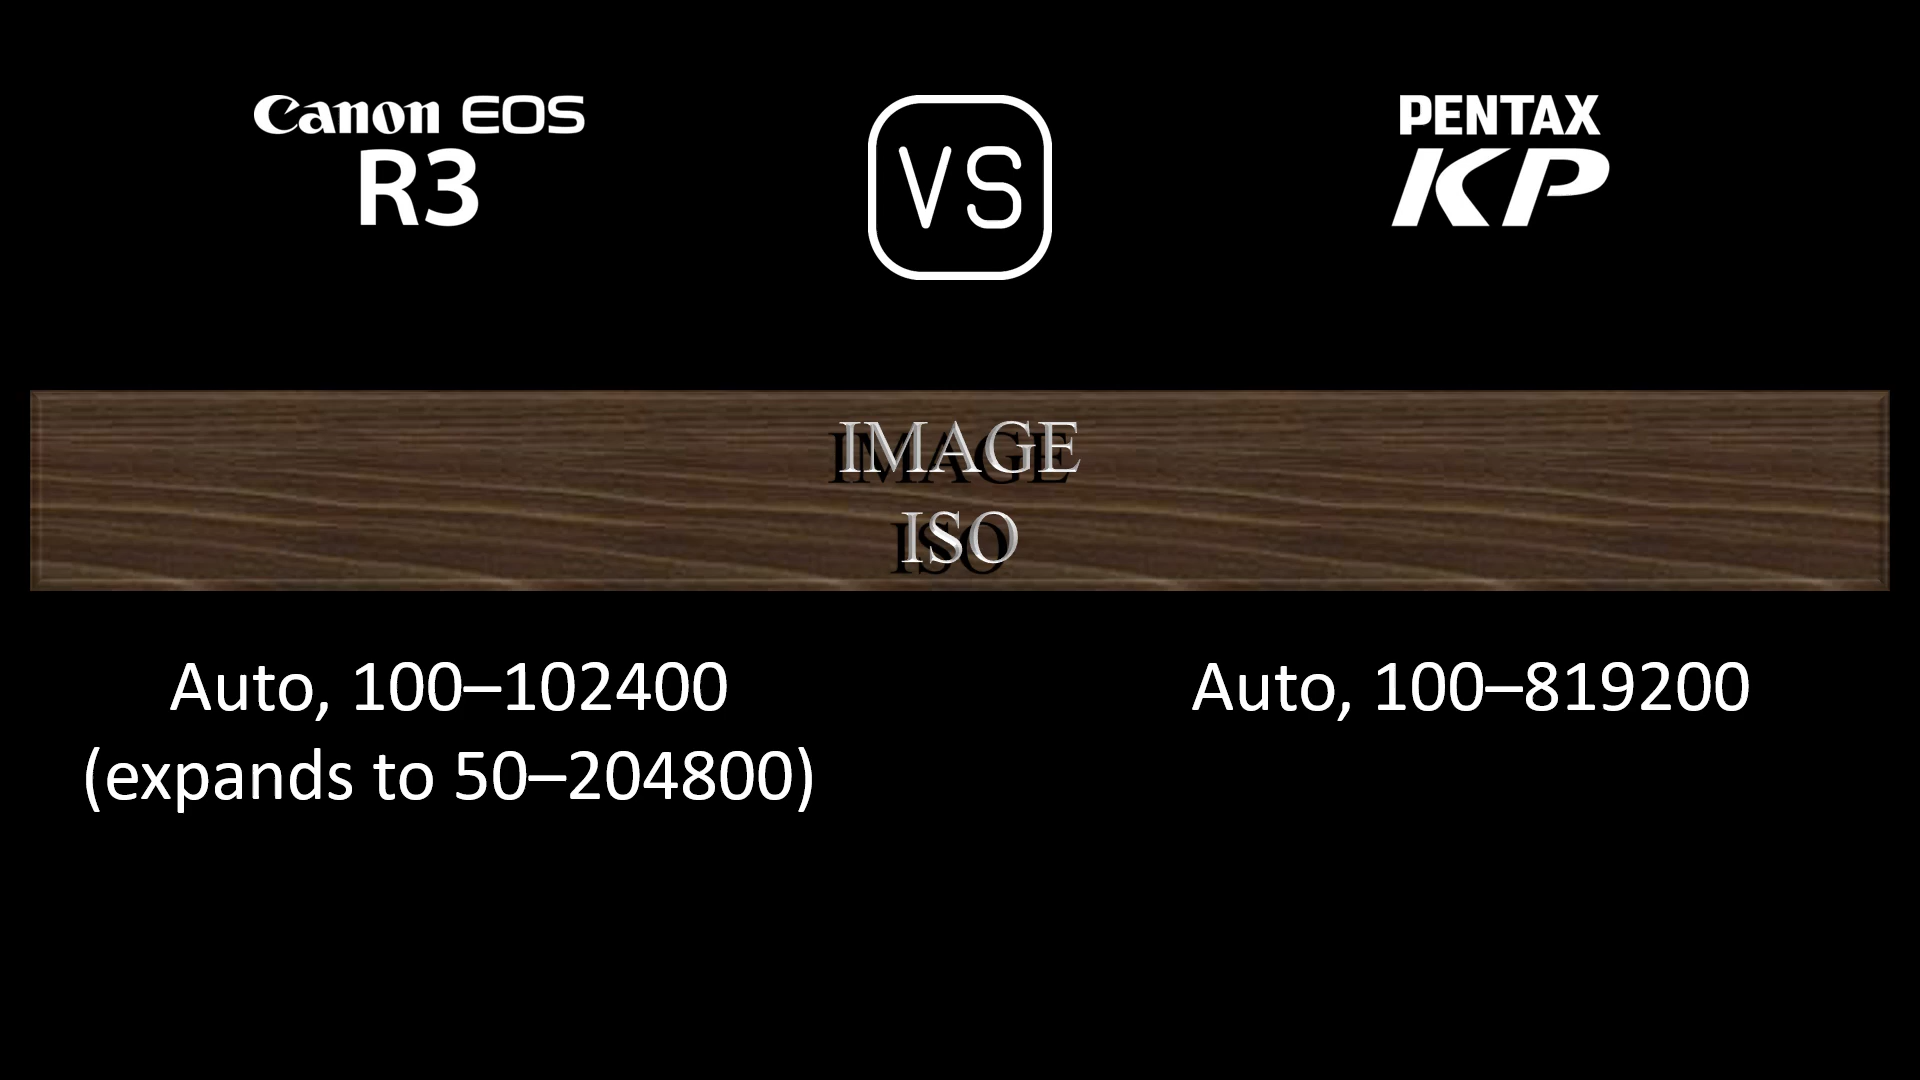 Canon EOS
R3
VS
PENTAX
KP
IMAGE
ISO
Auto, 100–102400
(expands to 50–204800)
Auto, 100–819200